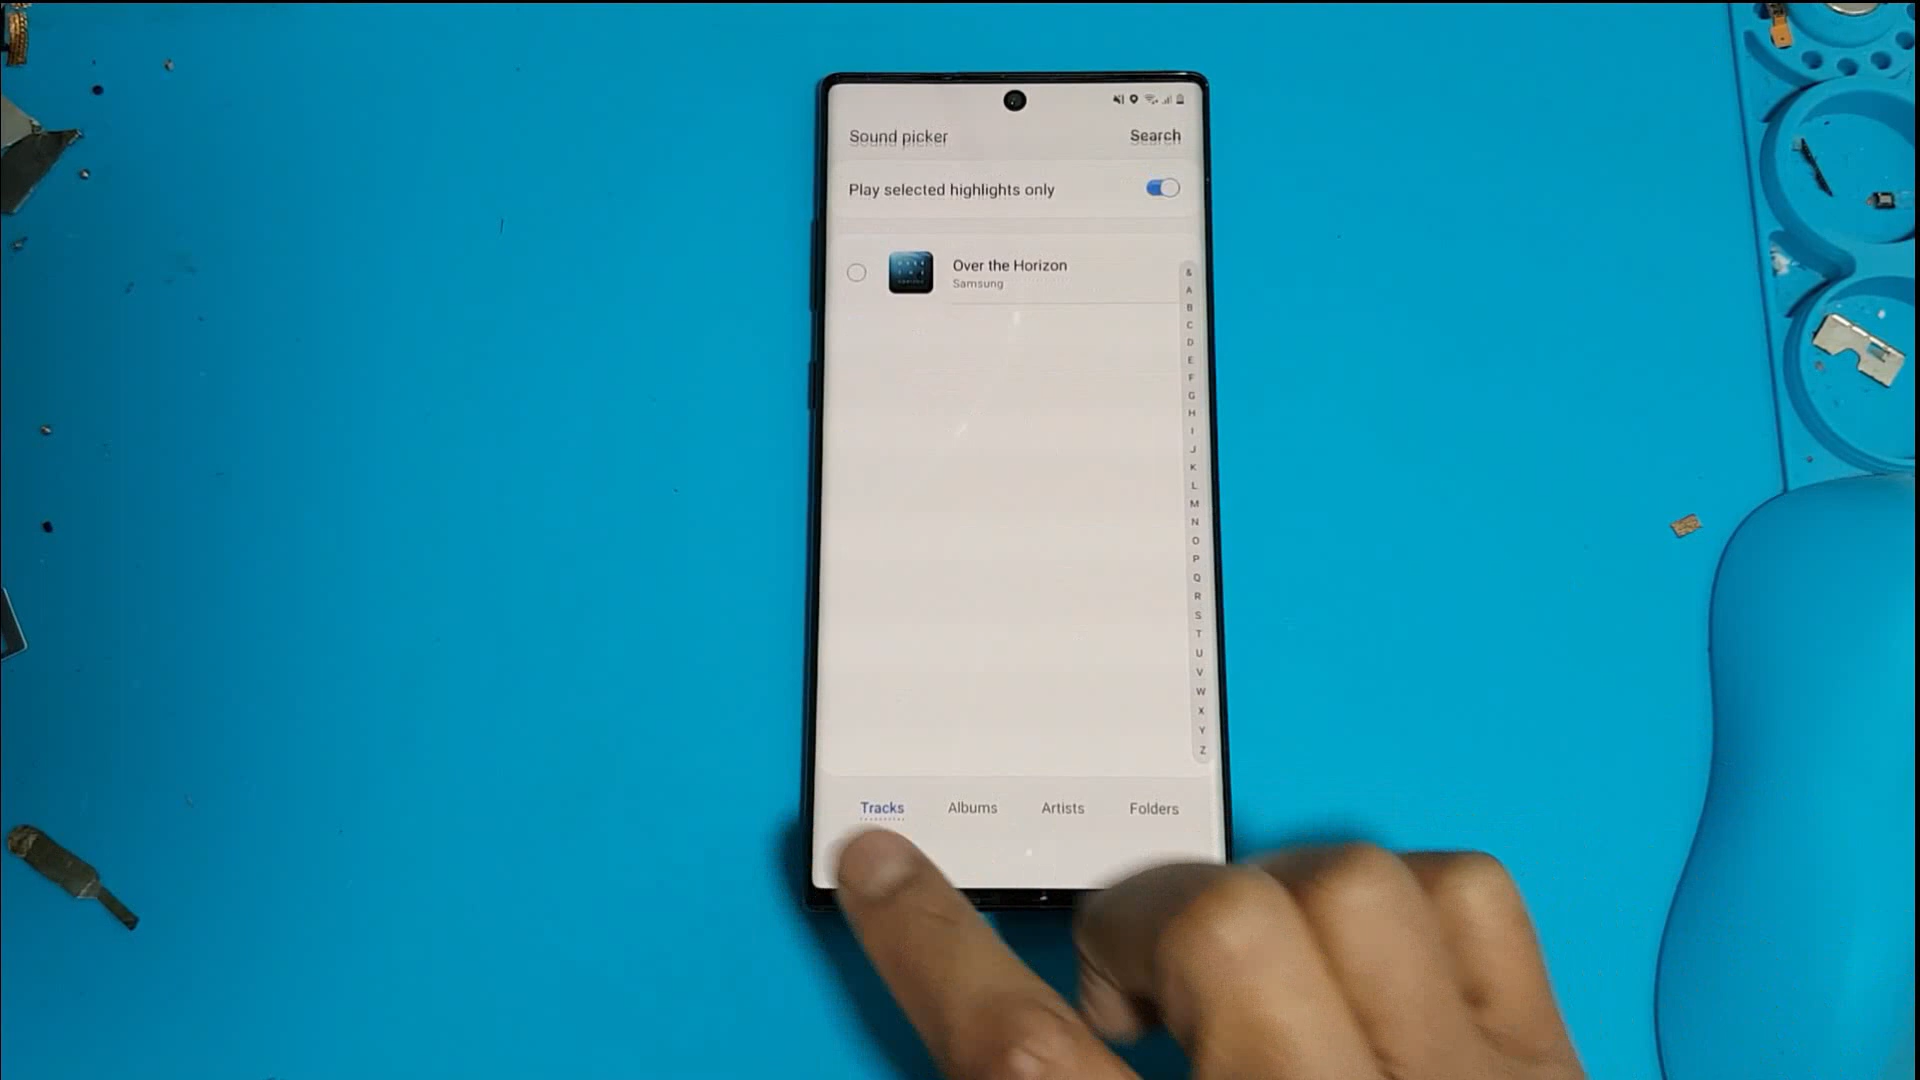 Sound picker
Search
Play selected highlights only
Over the Horizon
Samsung
&
A
B
C
D
E
F
G
H
I
J
K
L
M
N
O
P
Q
R
S
T
U
V
W
X
Y
Z
Tracks
Albums
Artists
Folders